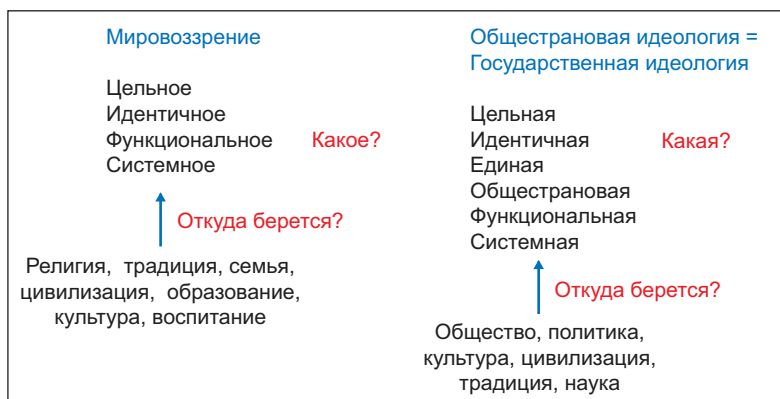 Мировоззрение
Цельное
Идентичное
Функциональное Какое?
Системное
Откуда берется?
Религия, традиция, семья,
цивилизация, образование,
культура, воспитание
Общестрановая идеология =
Государственная идеология
Цельная
Идентичная Какая?
Единая
Общестрановая
Функциональная
Системная
Откуда берется?
Общество, политика,
культура, цивилизация,
традиция, наука